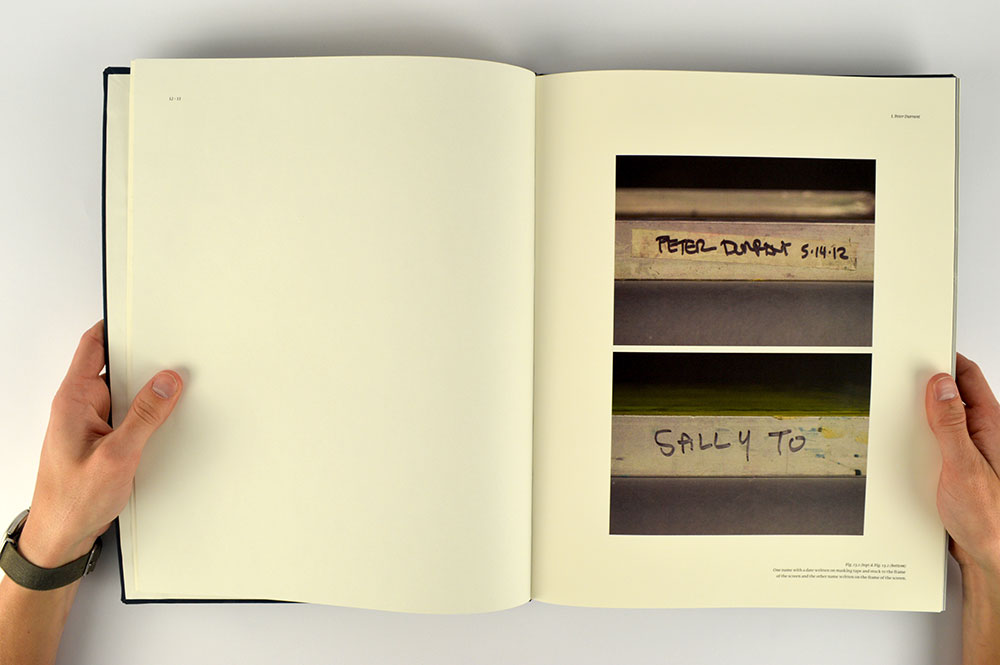 12 - 13
1. Peter Durrant
PETER DURRANT 5·14·12
SALLY TO
Fig. 13.1 (top) & Fig. 13.2 (bottom)
One name with a date written on masking tape and stuck to the frame
of the screen and the other name written on the frame of the screen.